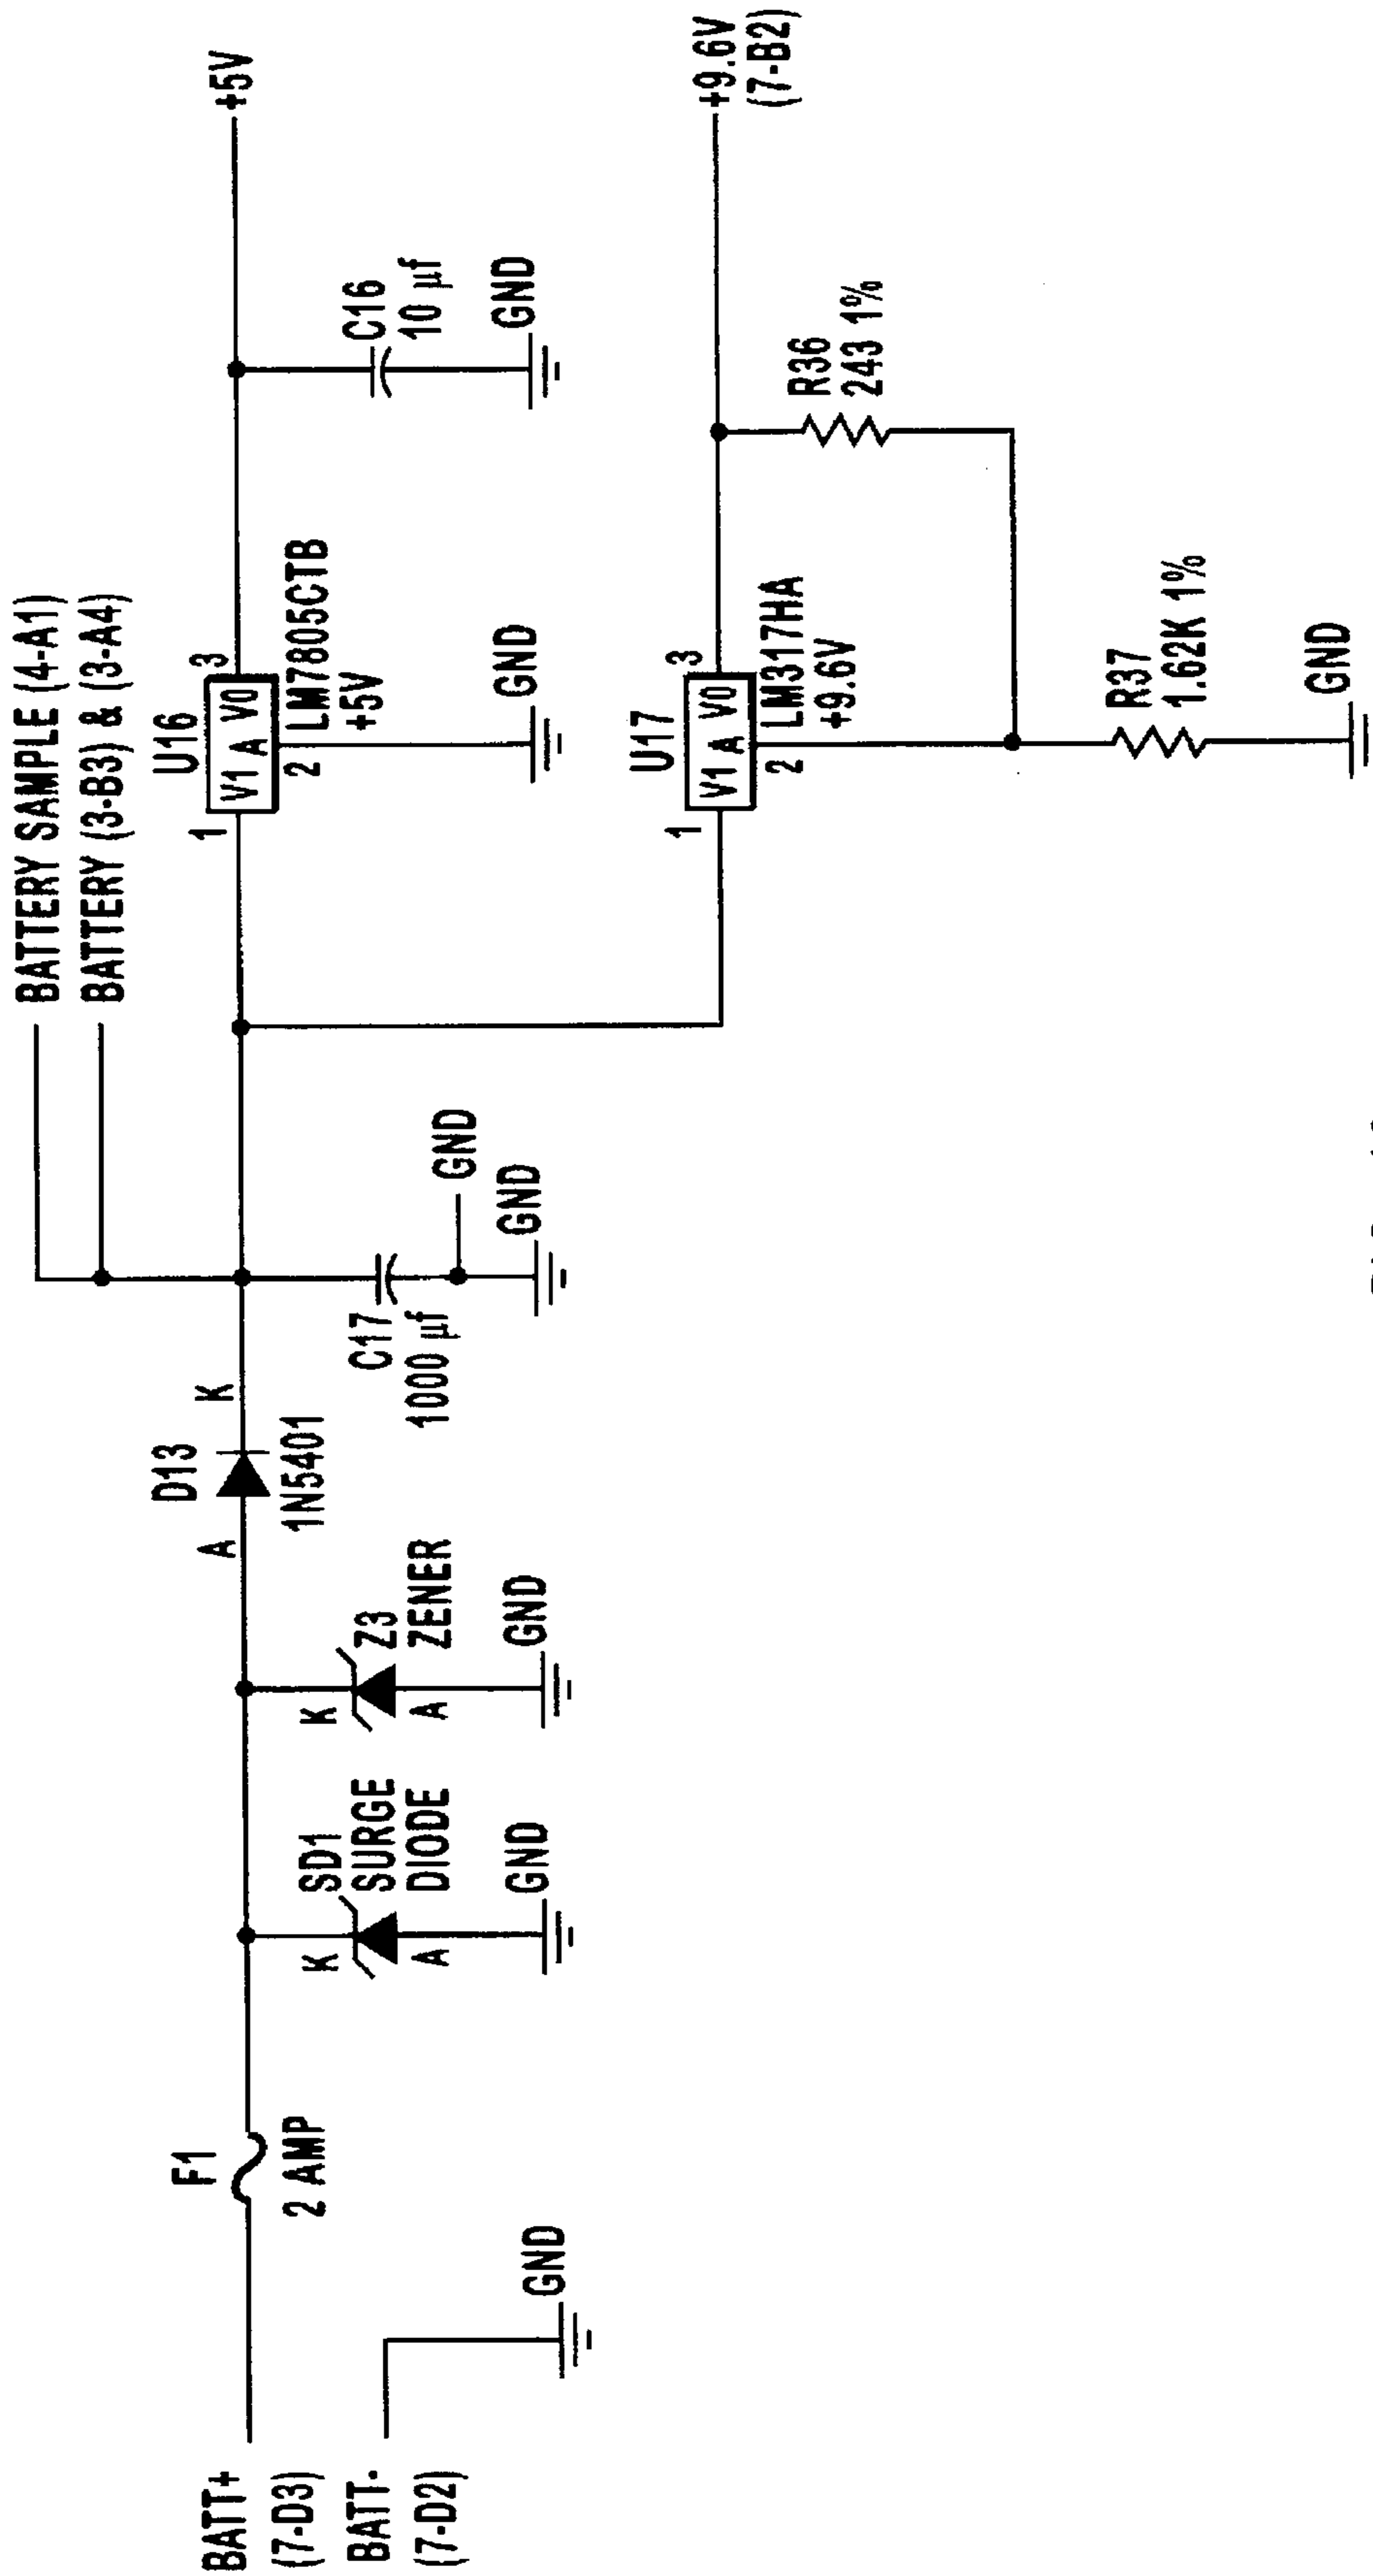 BATTERY SAMPLE (4-A1)
BATTERY (3-B3) & (3-A4)
BATT+
(7-D3)
BATT-
(7-D2)
GND
F1
2 AMP
K
A
SD1
SURGE
DIODE
GND
K
A
Z3
ZENER
GND
A
D13
K
1N5401
C17
1000 µf
GND
GND
1
U16
V1 A V0
3
2
LM7805CTB
+5V
GND
C16
10 µf
GND
+5V
1
U17
V1 A V0
3
2
LM317HA
+9.6V
R36
243 1%
R37
1.62K 1%
GND
+9.6V
(7-B2)